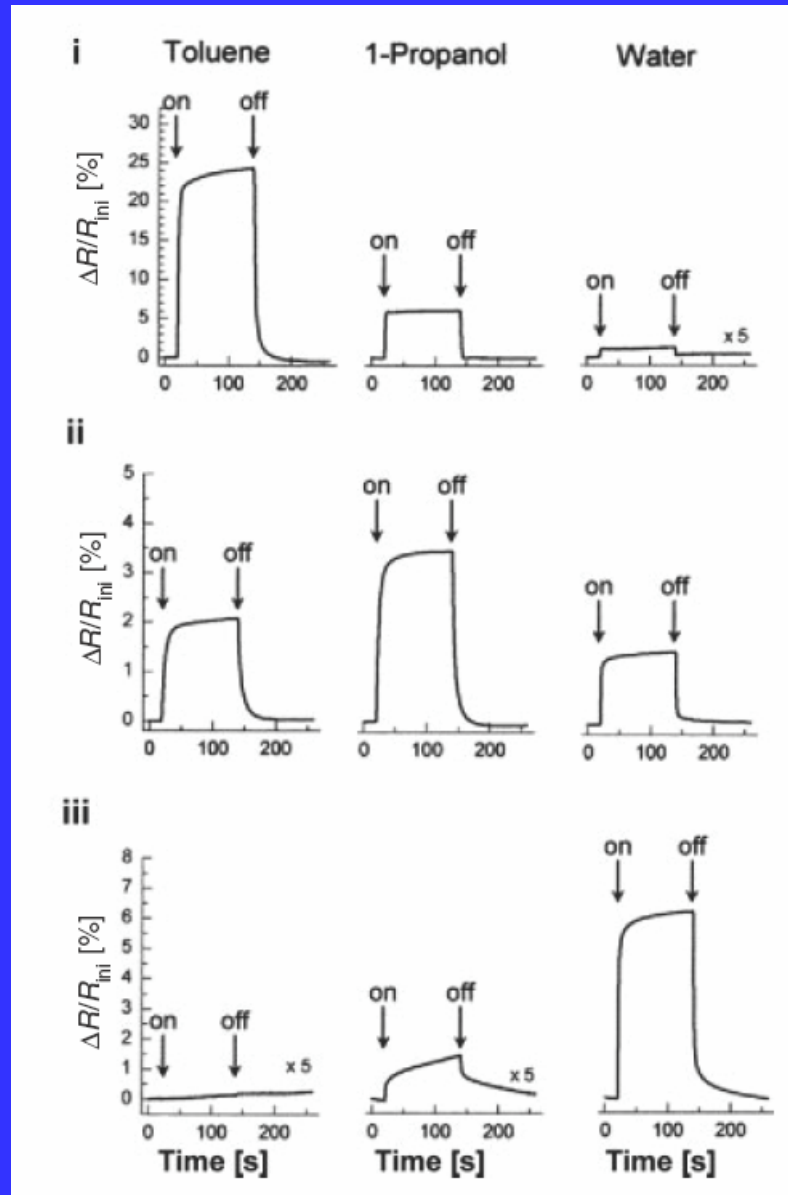 i Toluene 1-Propanol Water
on off
30
25
20
15
10
5
0
ΔR/Rini [%]
on off
on off
x 5
0 100 200
0 100 200
0 100 200
ii
5
4
3
2
1
0
ΔR/Rini [%]
on off
on off
on off
0 100 200
0 100 200
0 100 200
iii
8
7
6
5
4
3
2
1
0
ΔR/Rini [%]
on off
on off
on off
x 5
x 5
0 100 200
0 100 200
0 100 200
Time [s] Time [s] Time [s]